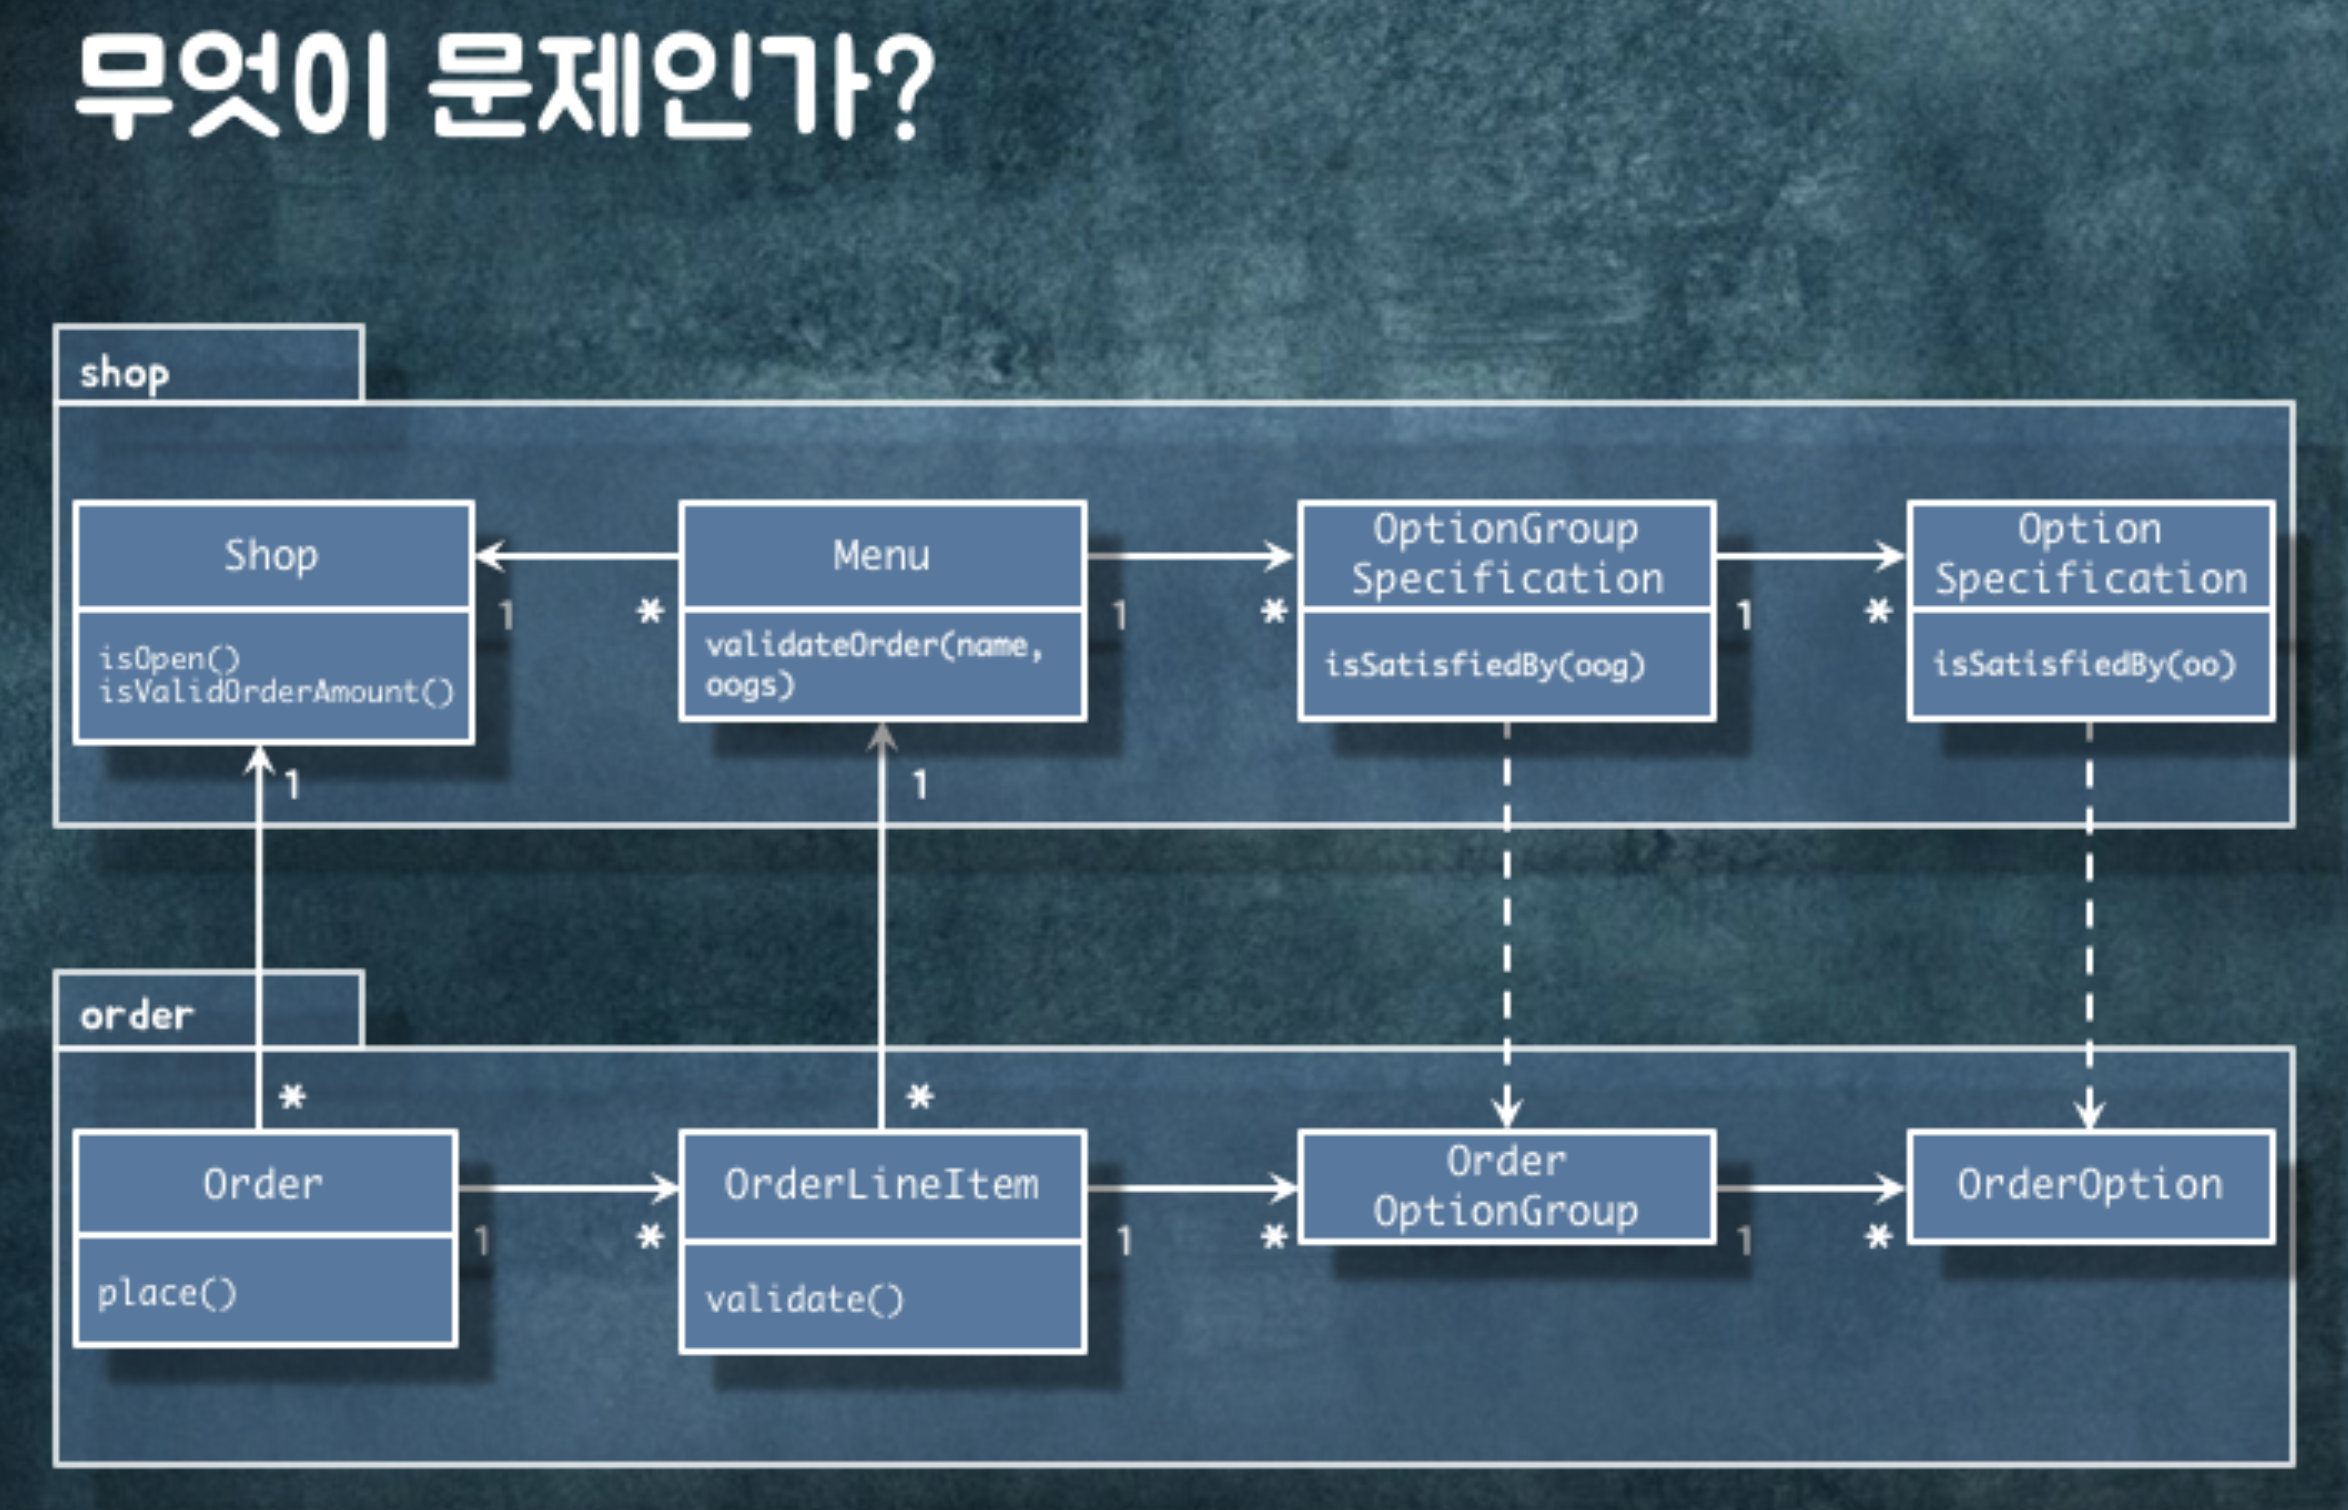 무엇이 문제인가?
shop
Shop
isOpen()
isValidOrderAmount()
1
*
Menu
validateOrder(name,
oogs)
1
*
OptionGroup
Specification
isSatisfiedBy(oog)
1
*
Option
Specification
isSatisfiedBy(oo)
1
1
order
*
*
Order
place()
1
*
OrderLineItem
validate()
1
*
Order
OptionGroup
1
*
OrderOption